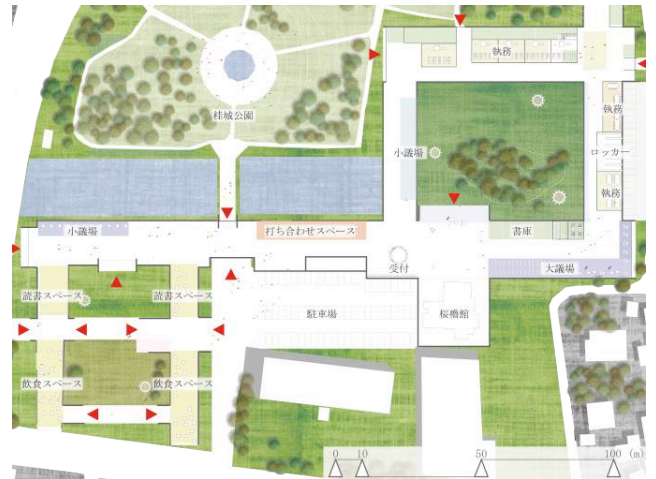 執務
桂城公園
執務
小議場
ロッカー
執務
小議場
打ち合わせスペース
書庫
受付
大議場
読書スペース
読書スペース
駐車場
桜櫓館
飲食スペース
飲食スペース
0 10 50 100 (m)